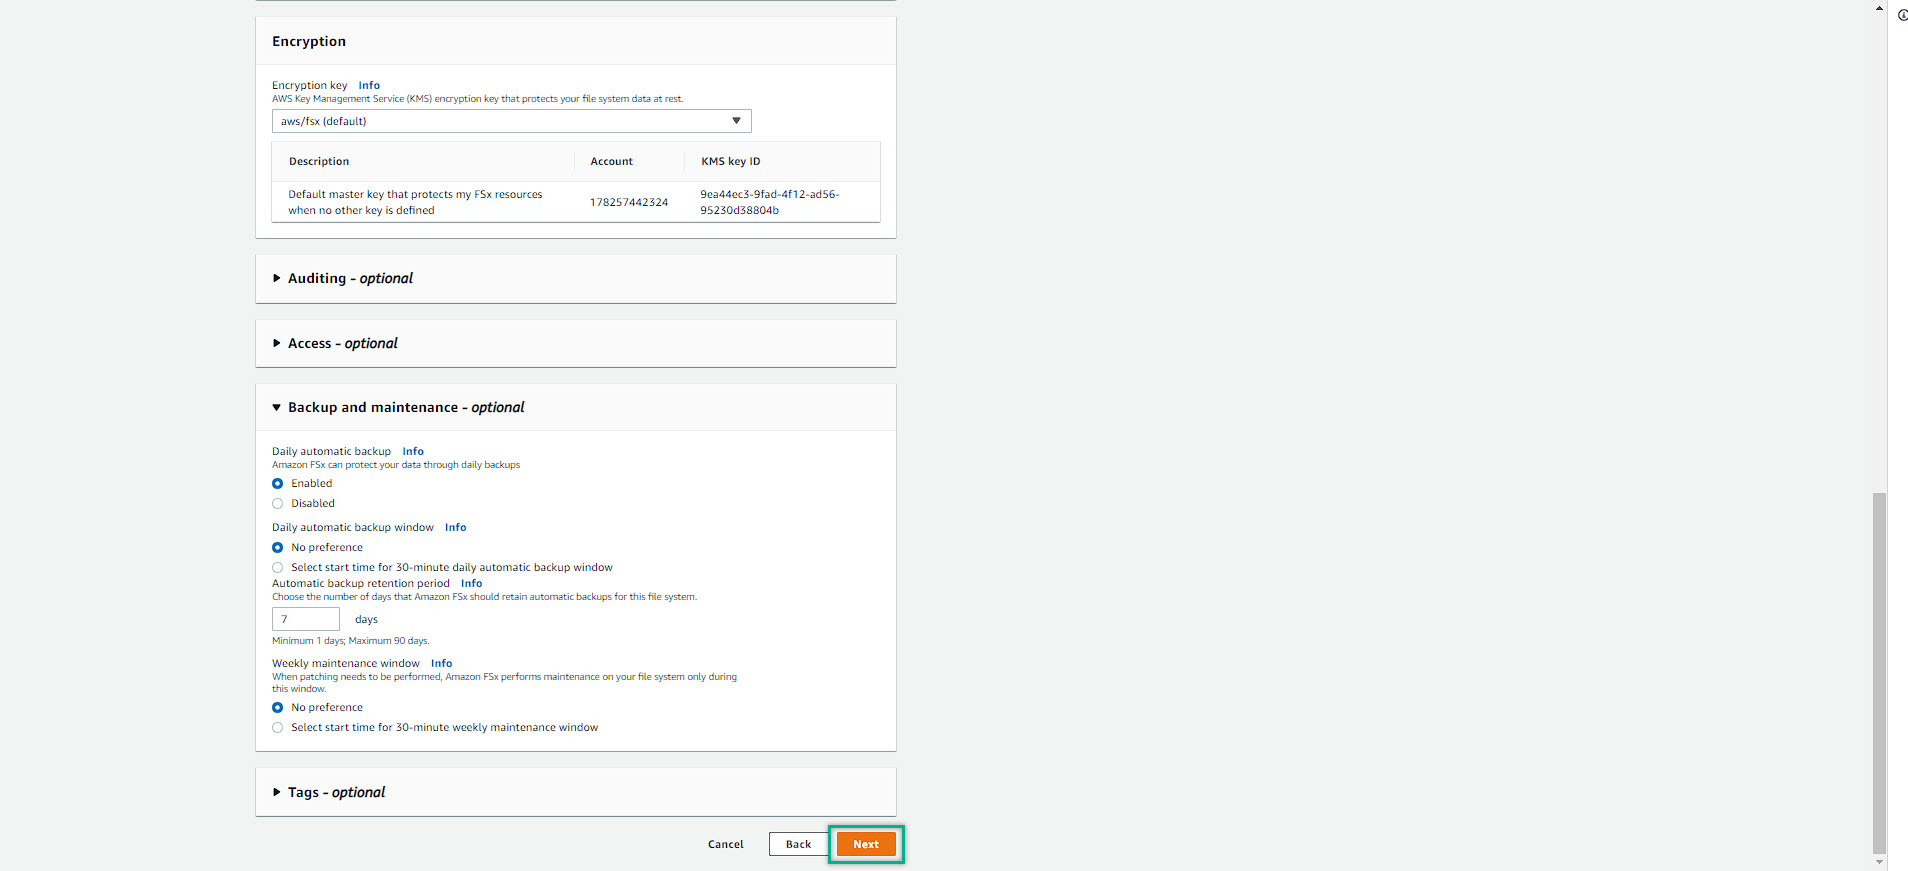 Encryption
Encryption key Info
AWS Key Management Service (KMS) encryption key that protects your file system data at rest.
aws/fsx (default)
Description Account KMS key ID
Default master key that protects my FSx resources
when no other key is defined
178257442324
9ea44ec3-9fad-4f12-ad56-
95230d38804b
Auditing - optional
Access - optional
Backup and maintenance - optional
Daily automatic backup Info
Amazon FSx can protect your data through daily backups
Enabled
Disabled
Daily automatic backup window Info
No preference
Select start time for 30-minute daily automatic backup window
Automatic backup retention period Info
Choose the number of days that Amazon FSx should retain automatic backups for this file system.
7 days
Minimum 1 days; Maximum 90 days.
Weekly maintenance window Info
When patching needs to be performed, Amazon FSx performs maintenance on your file system only during
this window.
No preference
Select start time for 30-minute weekly maintenance window
Tags - optional
Cancel Back Next